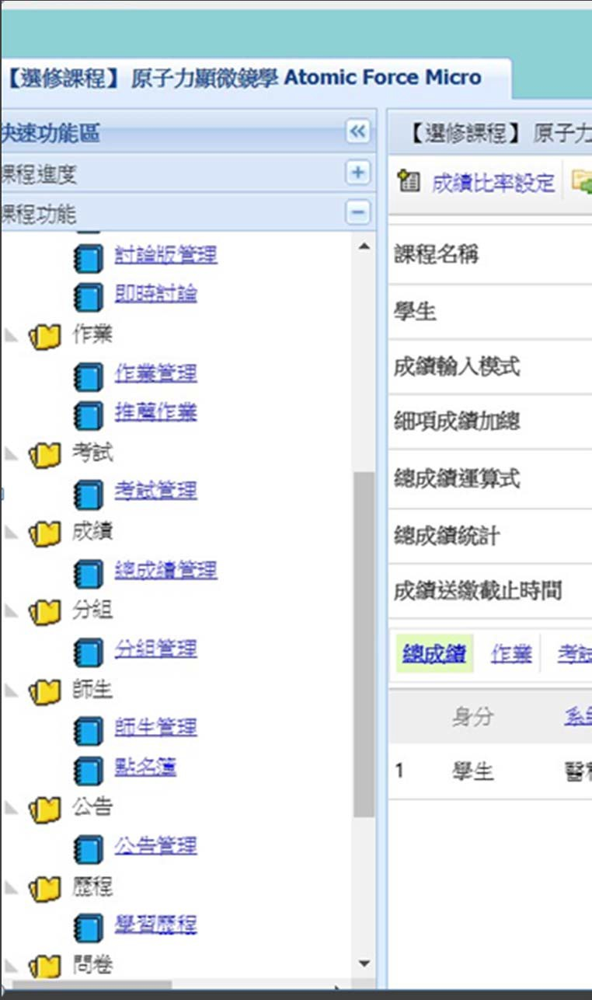 【選修課程】 原子力顯微鏡學 Atomic Force Micro
快速功能區
課程進度
課程功能
討論版管理
即時討論
作業
作業管理
推薦作業
考試
考試管理
成績
總成績管理
分組
分組管理
師生
師生管理
點名簿
公告
公告管理
歷程
學習歷程
問卷
【選修課程】 原子力
成績比率設定
課程名稱
學生
成績輸入模式
細項成績加總
總成績運算式
總成績統計
成績送繳截止時間
總成績 作業 考試
身分 系
1 學生 醫